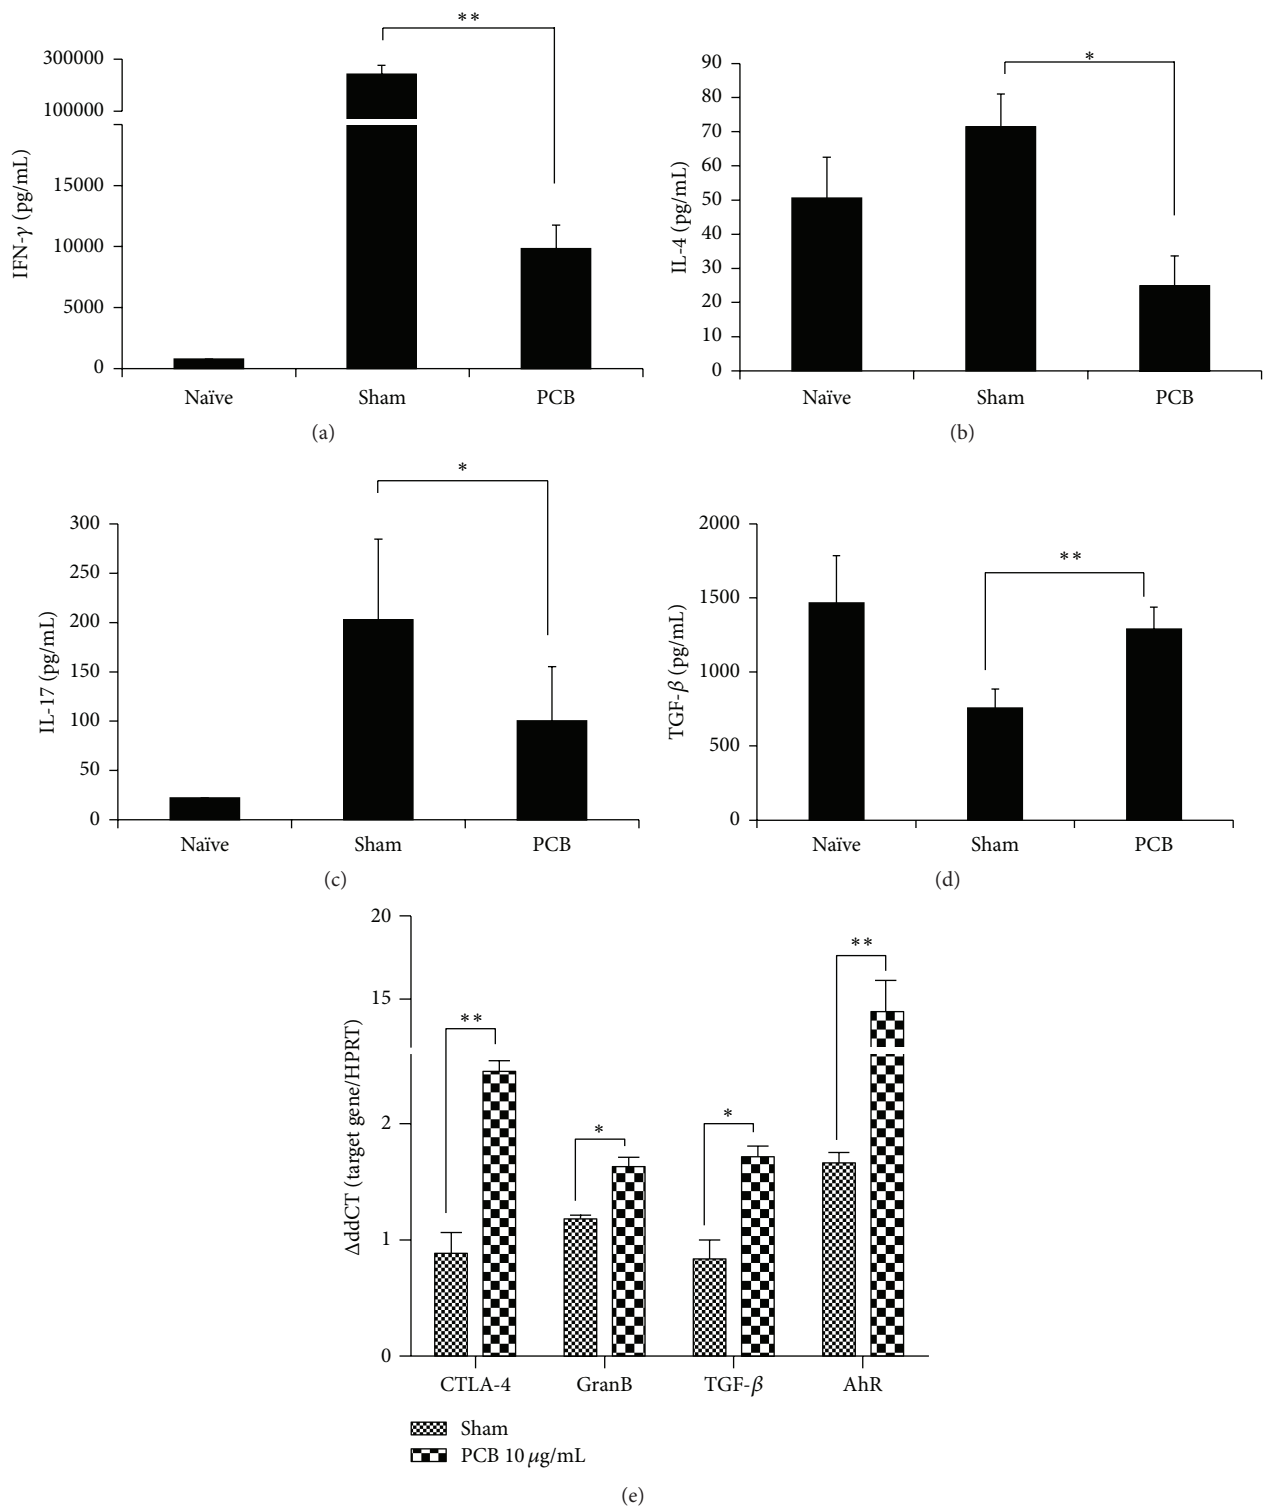 **
300000
100000
15000
10000
5000
0
IFN-γ (pg/mL)
Naïve Sham PCB
(a)
*
90
80
70
60
50
40
30
20
10
0
IL-4 (pg/mL)
Naïve Sham PCB
(b)
*
300
250
200
150
100
50
0
IL-17 (pg/mL)
Naïve Sham PCB
(c)
**
2000
1500
1000
500
0
TGF-β (pg/mL)
Naïve Sham PCB
(d)
20
15
2
1
0
ΔddCT (target gene/HPRT)
**
*
*
**
CTLA-4 GranB TGF-β AhR
Sham
PCB 10 μg/mL
(e)